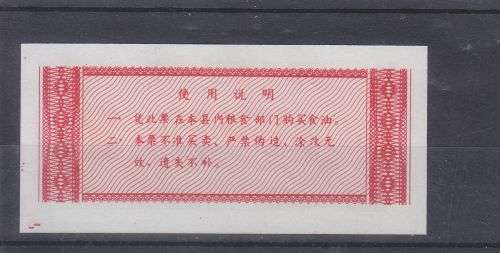 使用说明
一、凭此票在本县内粮食部门购买食油。
二、本票不准买卖、严禁伪造、涂改无
效、遗失不补。